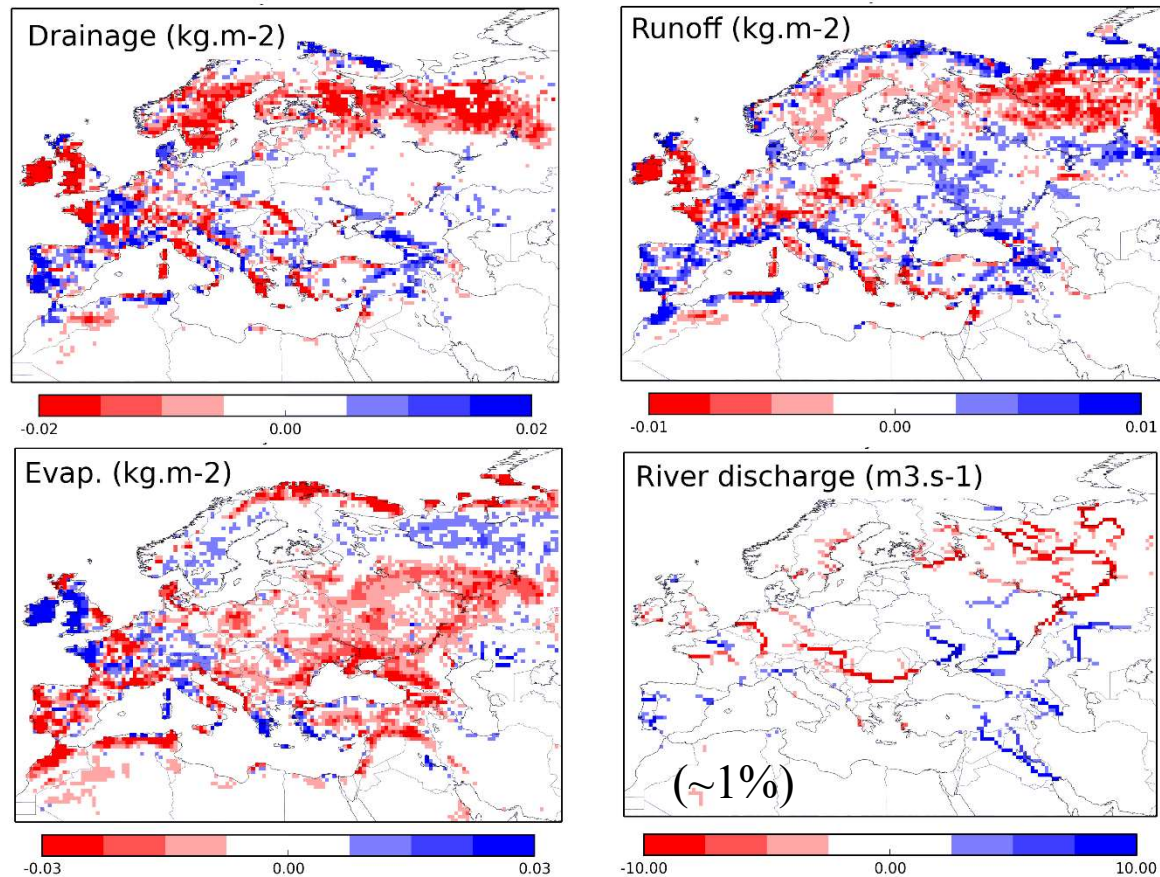 Drainage (kg.m-2)
Runoff (kg.m-2)
-0.02 0.00 0.02
-0.01 0.00 0.01
Evap. (kg.m-2)
River discharge (m3.s-1)
(~1%)
-0.03 0.00 0.03
-10.00 0.00 10.00